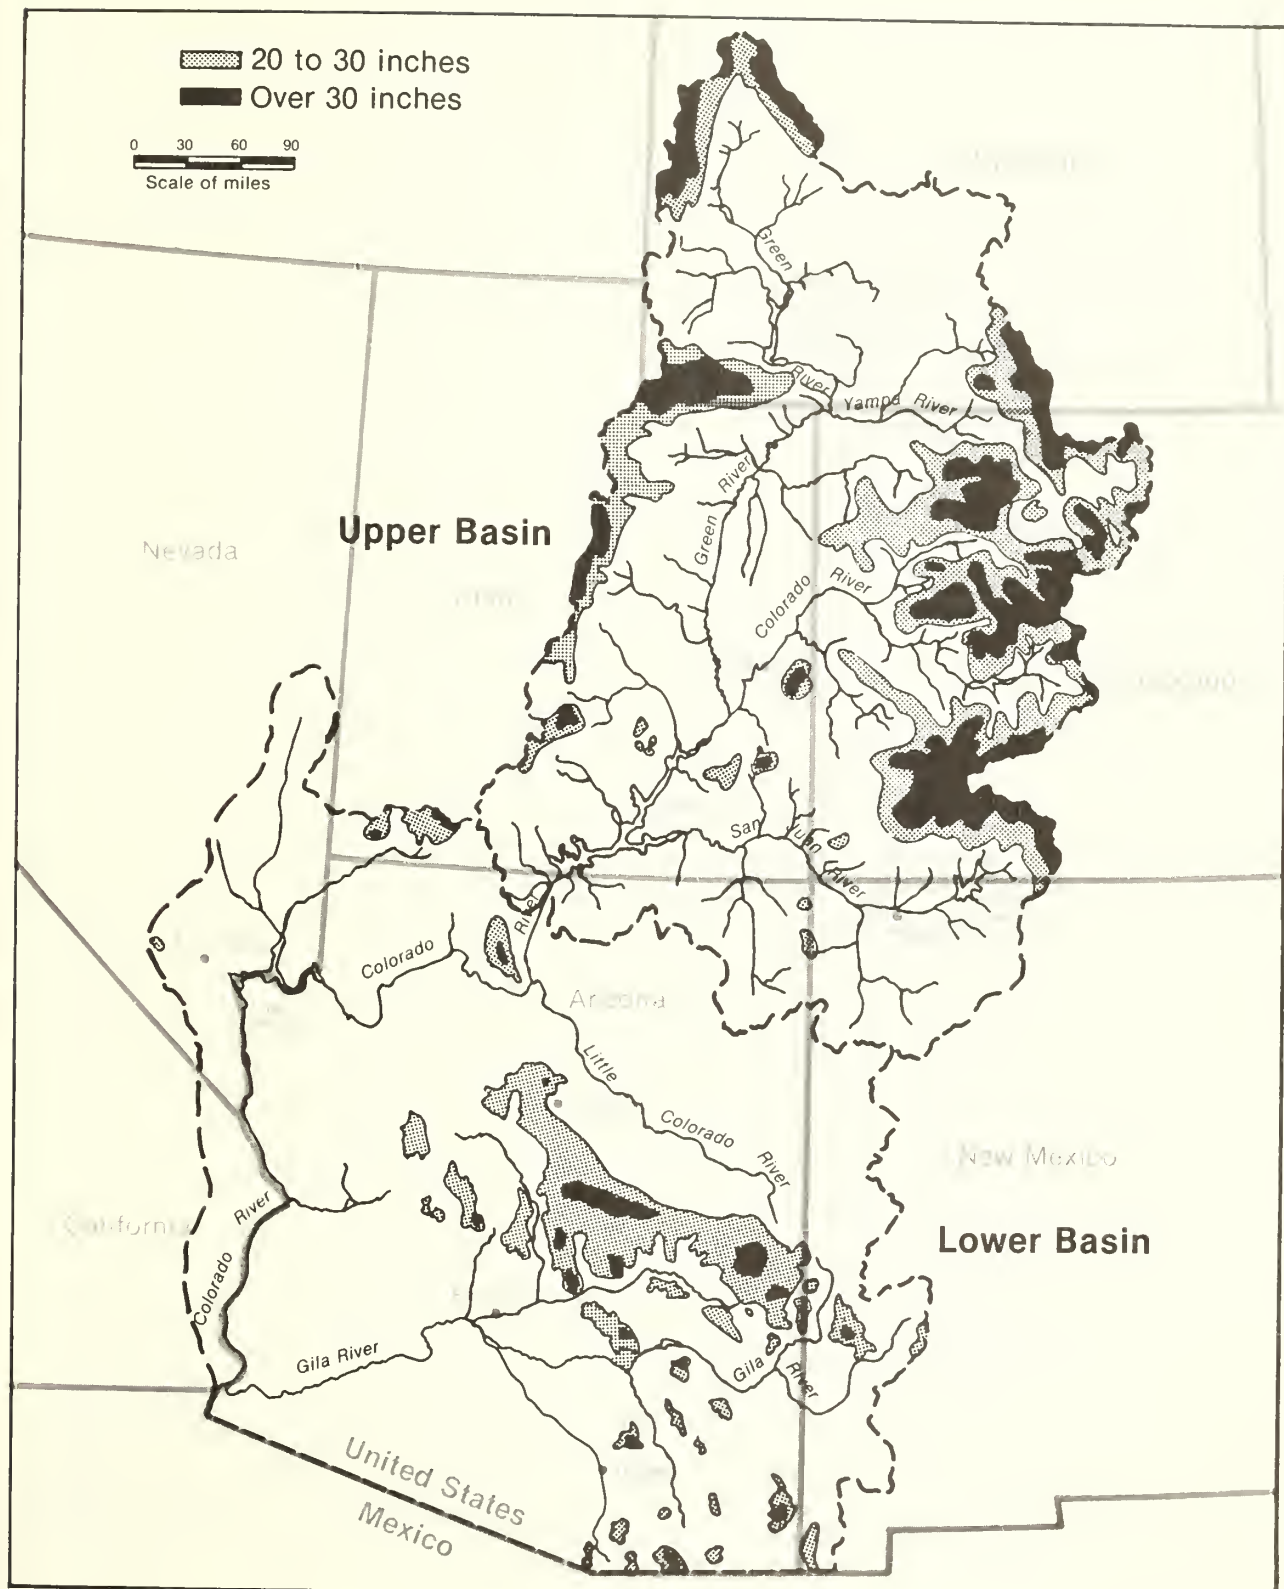 20 to 30 inches
Over 30 inches
0 30 60 90
Scale of miles
Green
River
Yampa River
Green River
Upper Basin
Nevada
Colorado River
San Juan River
Colorado River
Arizona
Little Colorado River
New Mexico
California
Colorado River
Lower Basin
Gila River
Gila River
United States
Mexico